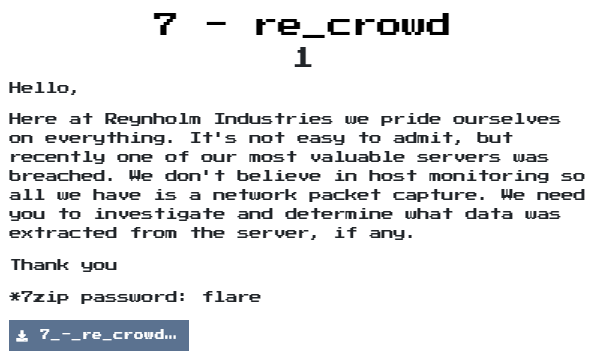 7 - re_crowd
1
Hello,
Here at Reynholm Industries we pride ourselves
on everything. It's not easy to admit, but
recently one of our most valuable servers was
breached. We don't believe in host monitoring so
all we have is a network packet capture. We need
you to investigate and determine what data was
extracted from the server, if any.
Thank you
*7zip password: flare
7_-_re_crowd…